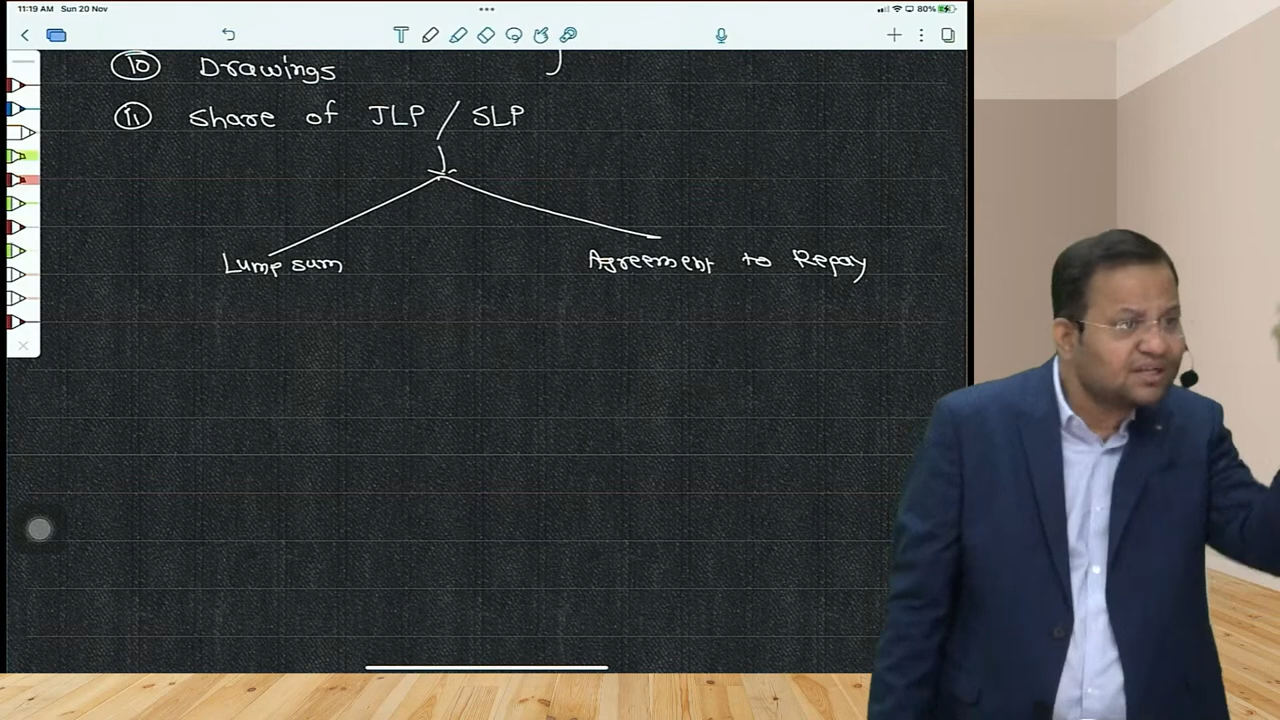 11:19 AM Sun 20 Nov
80%
10 Drawings
11 share of JLP / SLP
Lump sum
Agreement to Repay